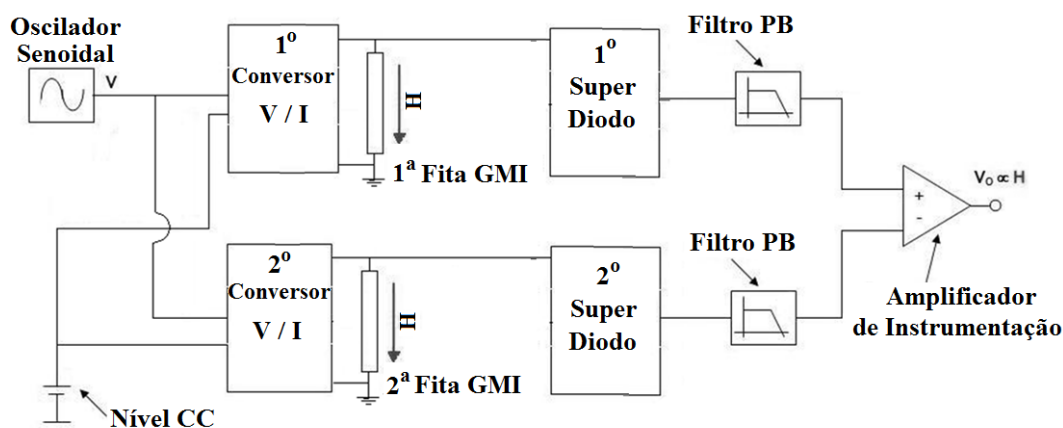 Oscilador
Senoidal
V
1º
Conversor
V / I
H
1ª Fita GMI
1º
Super
Diodo
Filtro PB
V₀ ∝ H
+
-
Amplificador
de Instrumentação
2º
Conversor
V / I
H
2ª Fita GMI
2º
Super
Diodo
Filtro PB
Nível CC